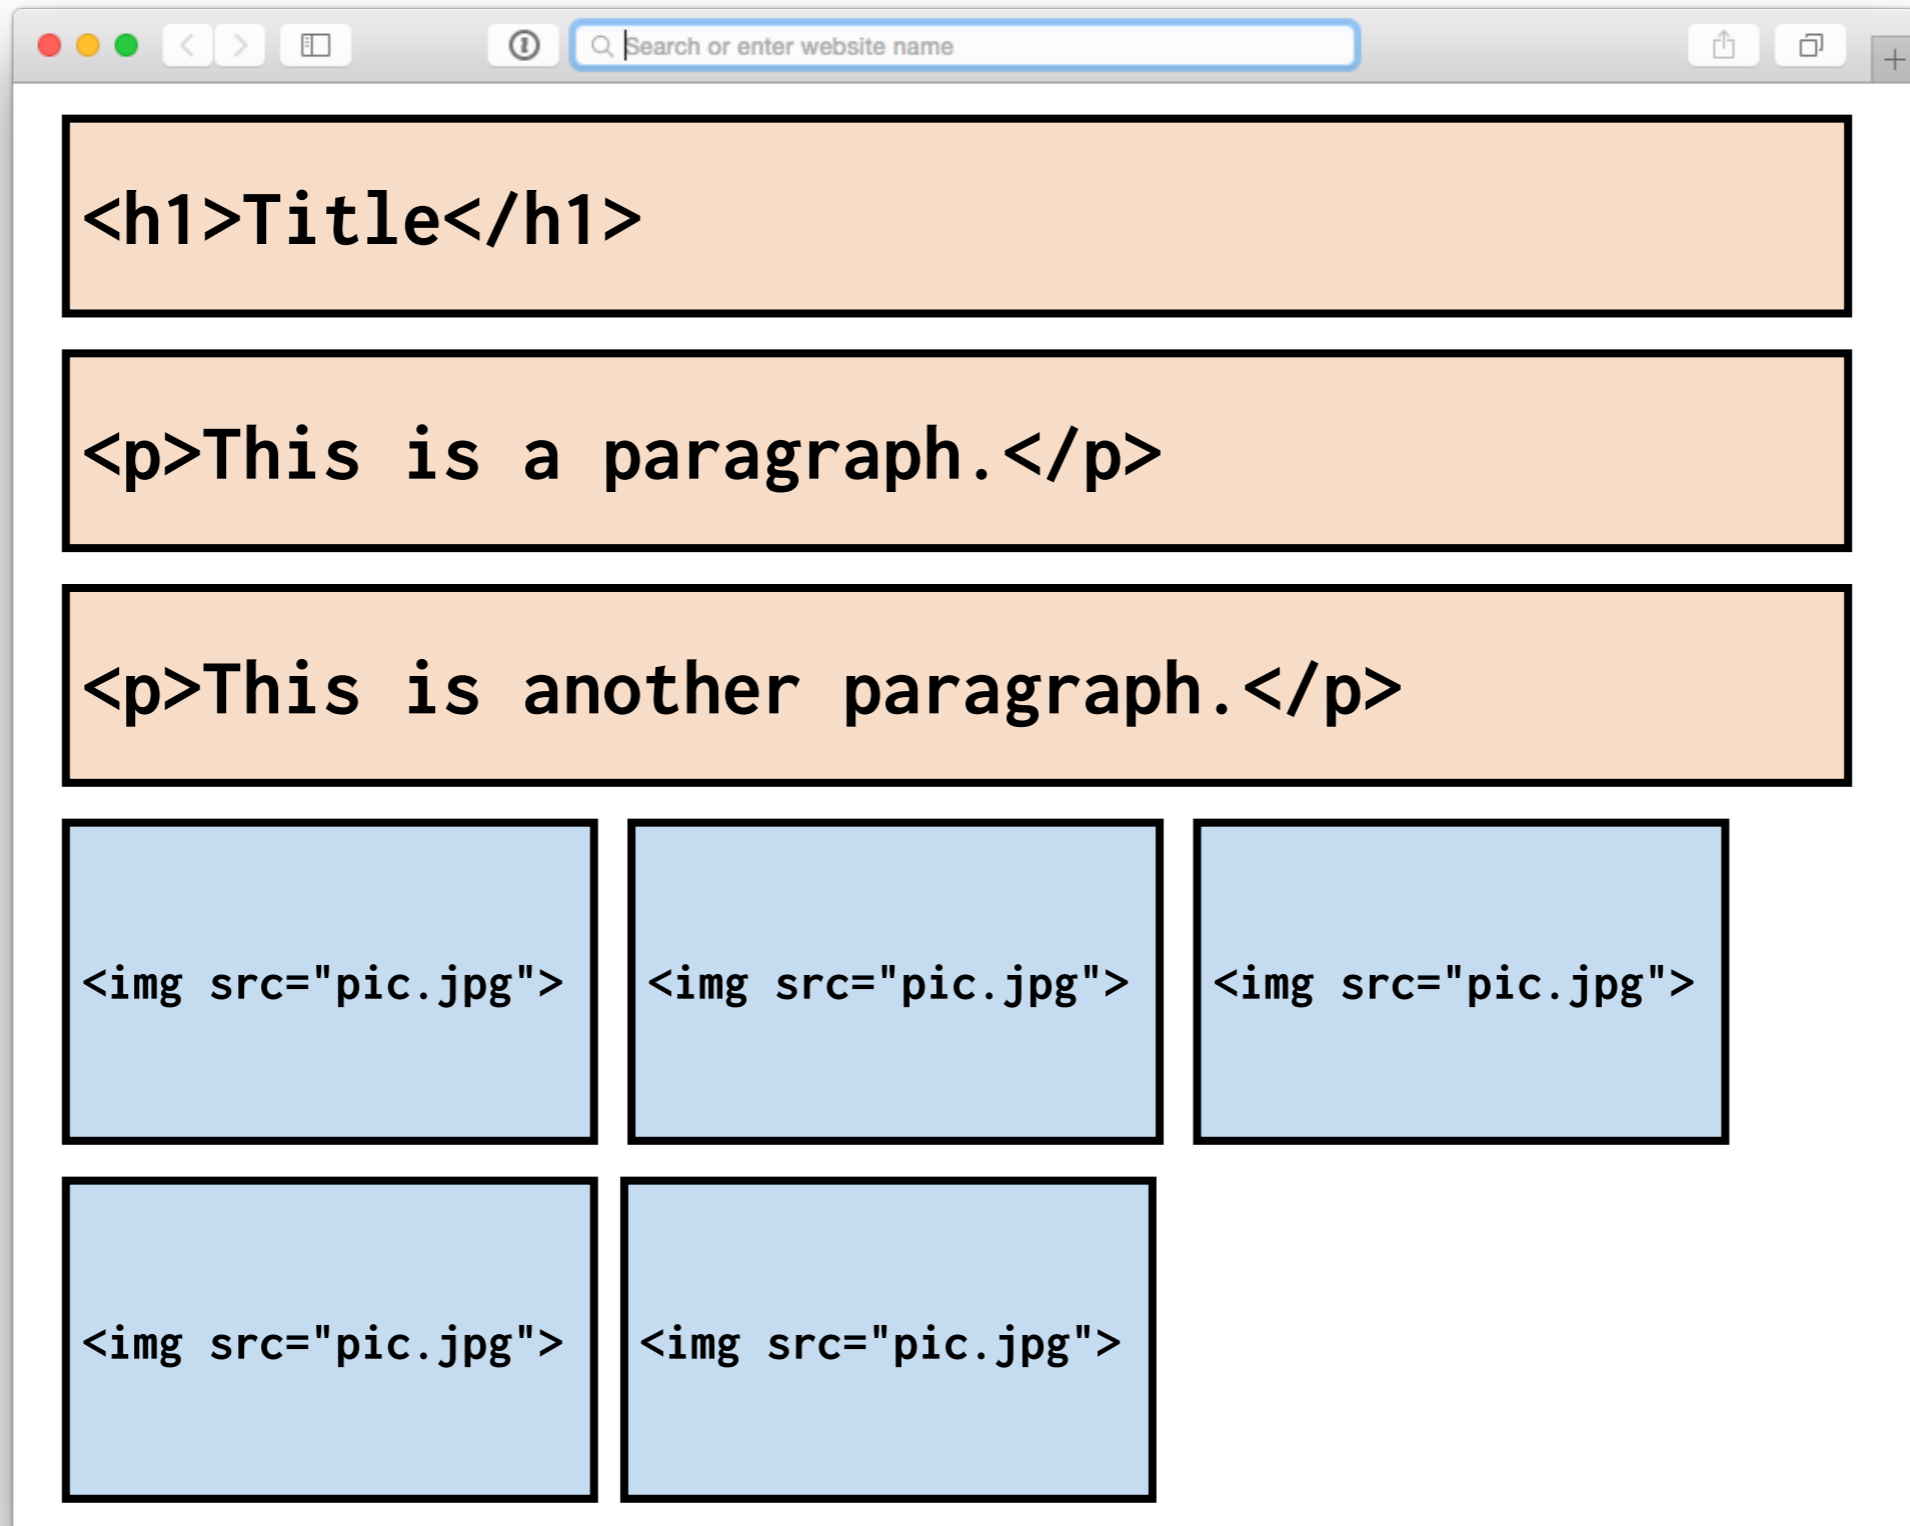 Search or enter website name
<h1>Title</h1>
<p>This is a paragraph.</p>
<p>This is another paragraph.</p>
<img src="pic.jpg"> <img src="pic.jpg"> <img src="pic.jpg">
<img src="pic.jpg"> <img src="pic.jpg">